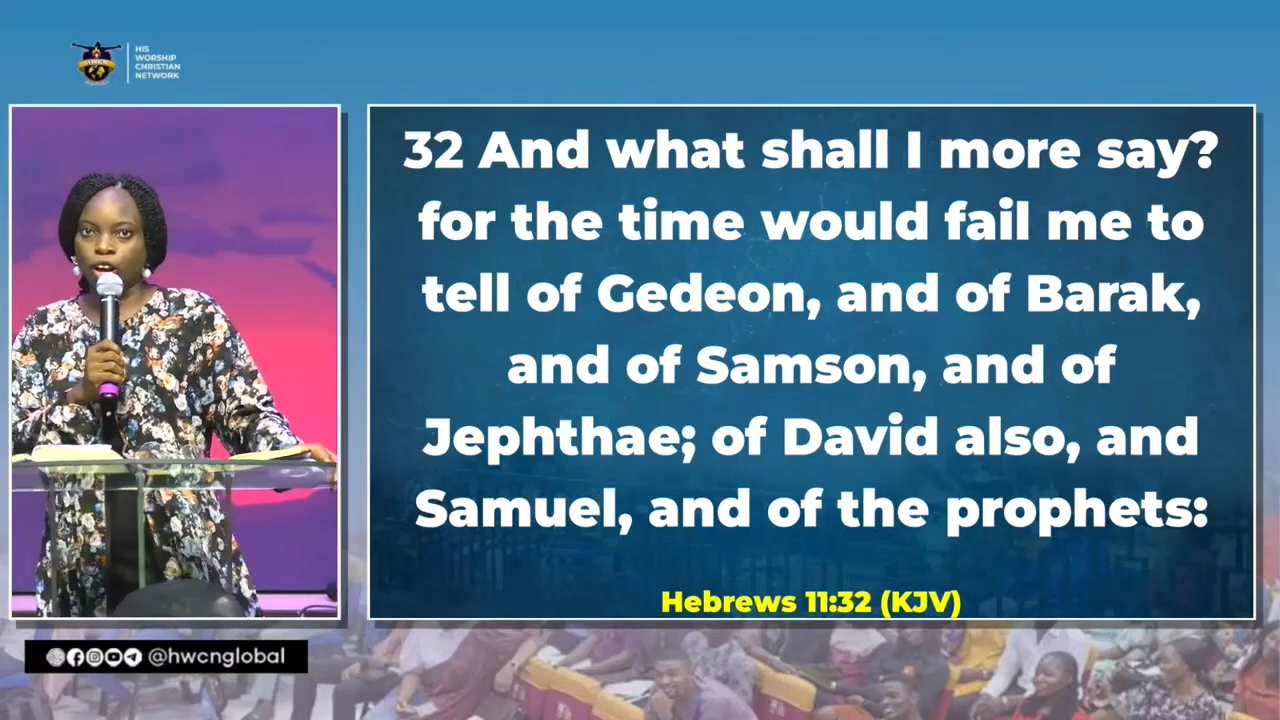 HIS
WORSHIP
CHRISTIAN
NETWORK
32 And what shall I more say?
for the time would fail me to
tell of Gedeon, and of Barak,
and of Samson, and of
Jephthae; of David also, and
Samuel, and of the prophets:
Hebrews 11:32 (KJV)
@hwcnglobal